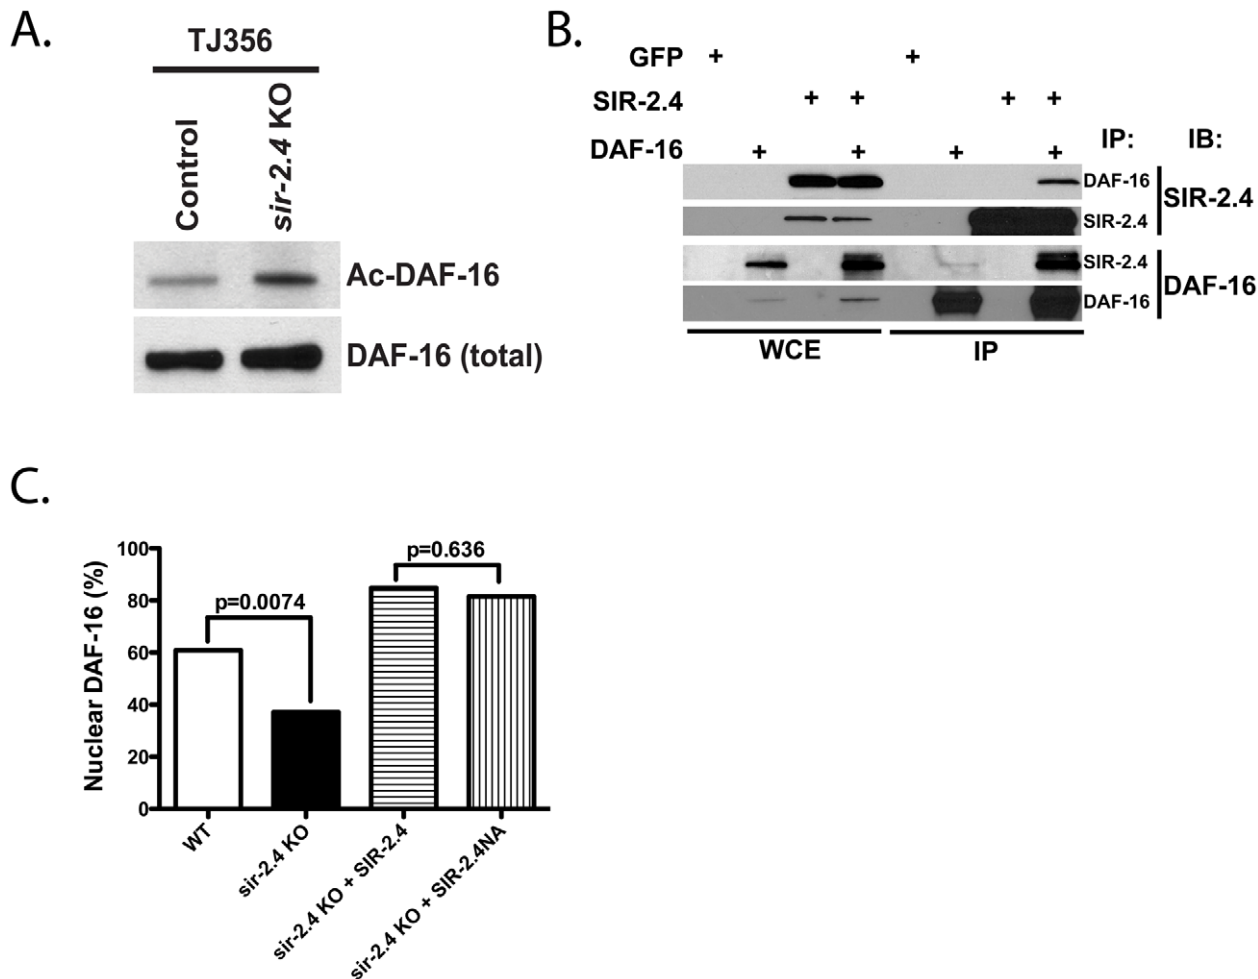 A.
TJ356
Control
sir-2.4 KO
Ac-DAF-16
DAF-16 (total)
B.
GFP + +
SIR-2.4 + + + +
DAF-16 + + + +
IP: IB:
DAF-16
SIR-2.4
SIR-2.4
SIR-2.4
DAF-16
DAF-16
WCE IP
C.
Nuclear DAF-16 (%)
100
80
60
40
20
0
p=0.0074
p=0.636
WT
sir-2.4 KO
sir-2.4 KO + SIR-2.4
sir-2.4 KO + SIR-2.4NA